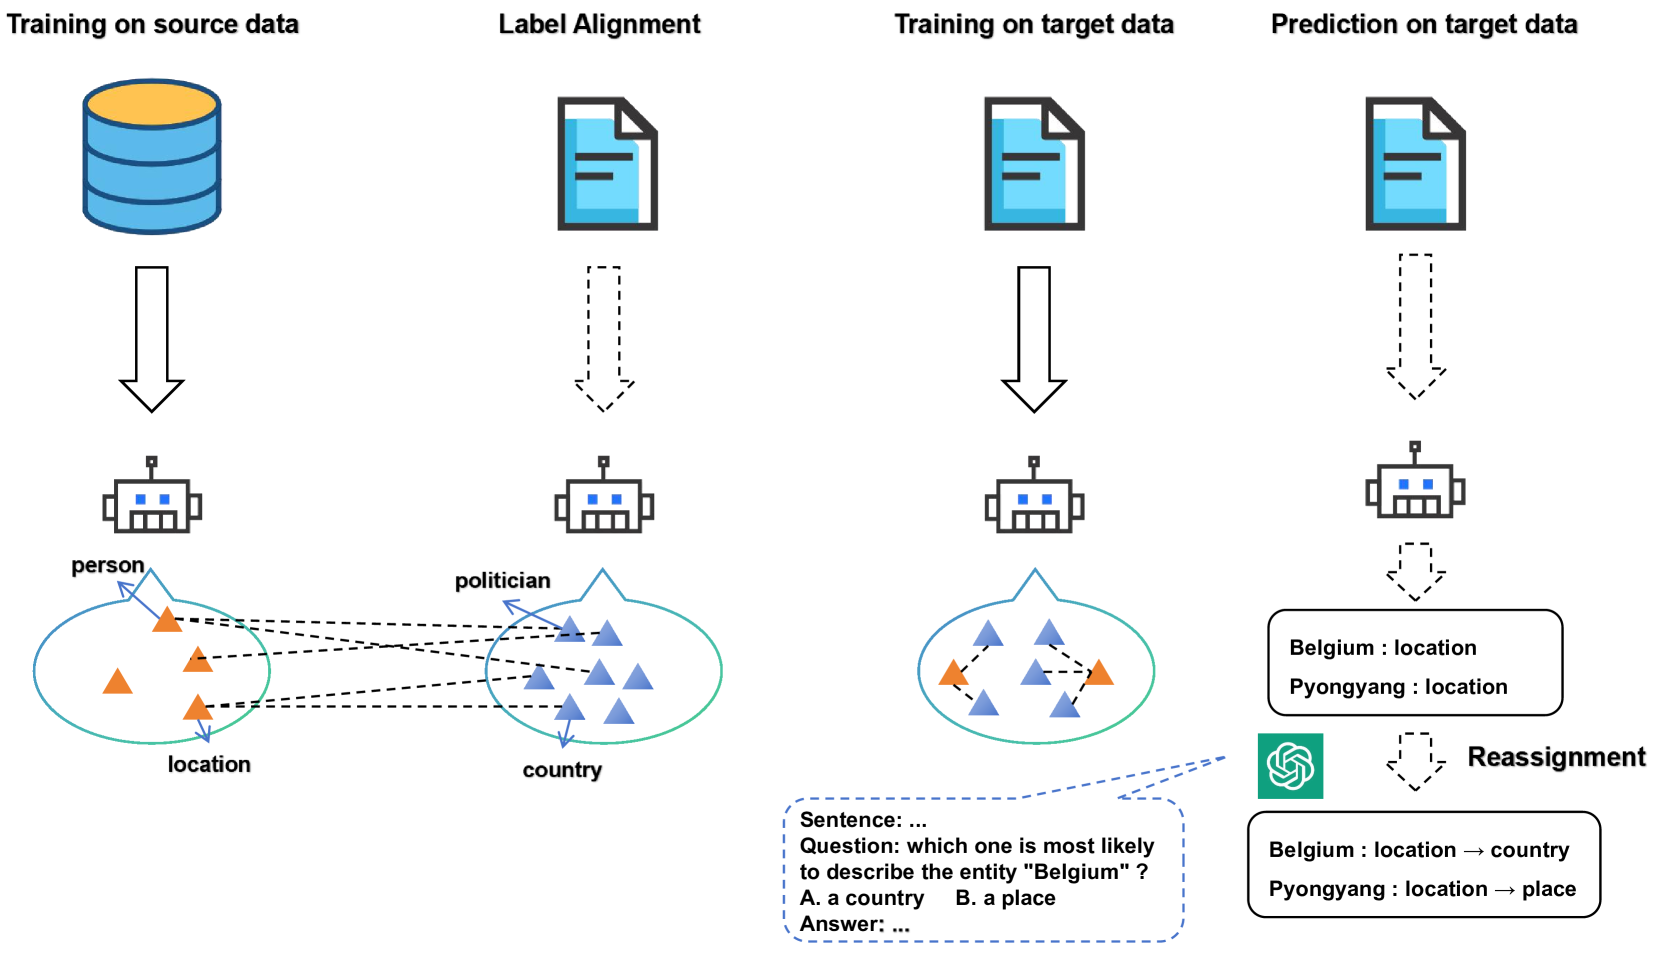 Training on source data
Label Alignment
Training on target data
Prediction on target data
person
location
politician
country
Belgium : location
Pyongyang : location
Reassignment
Sentence: ...
Question: which one is most likely
to describe the entity "Belgium" ?
A. a country B. a place
Answer: ...
Belgium : location → country
Pyongyang : location → place